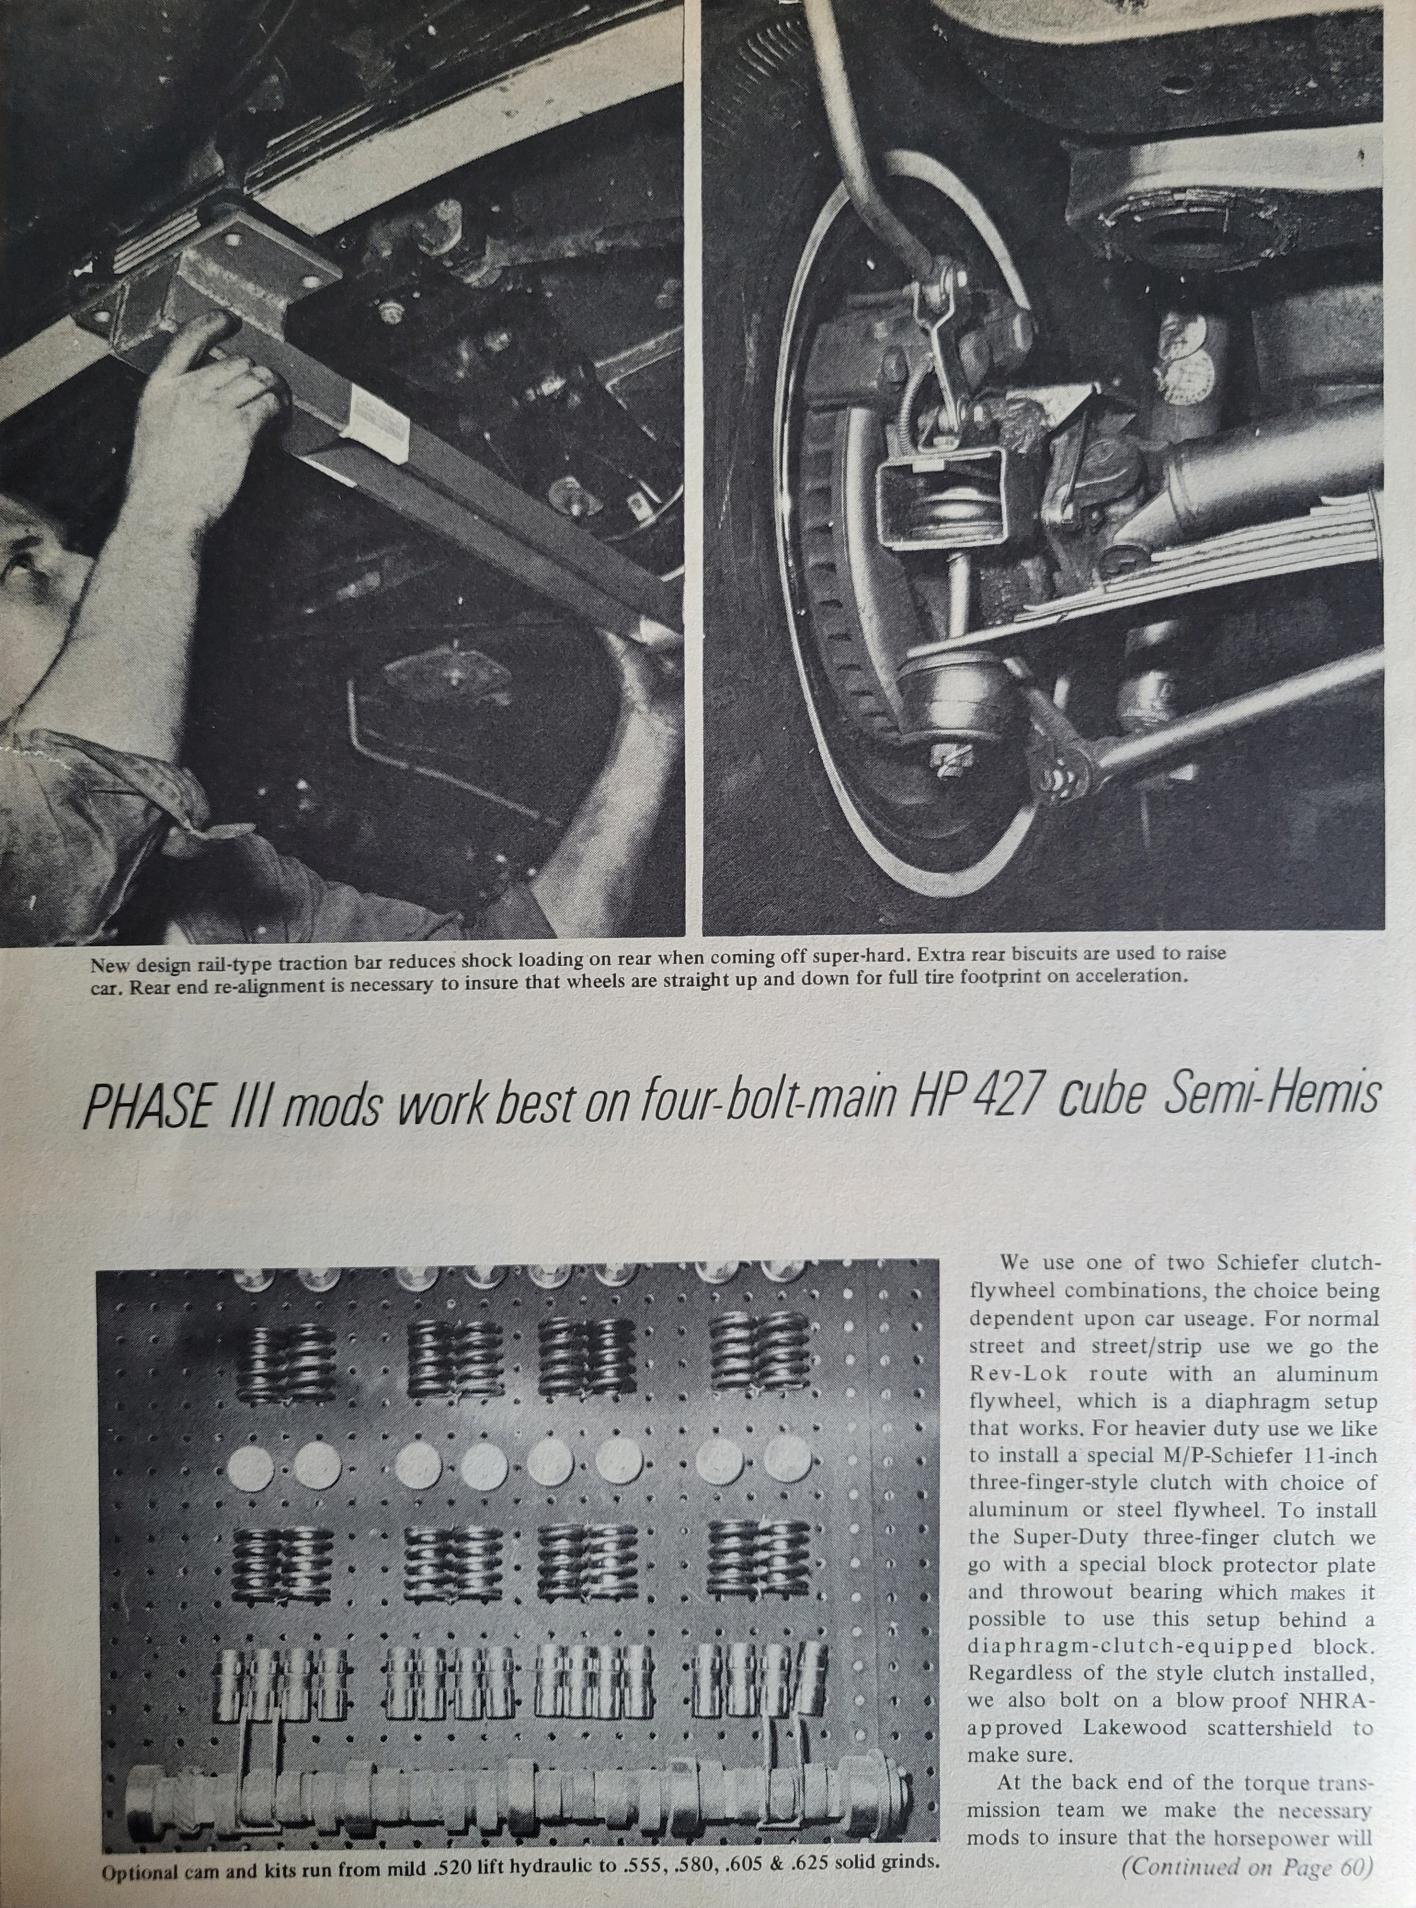 New design rail-type traction bar reduces shock loading on rear when coming off super-hard. Extra rear biscuits are used to raise
car. Rear end re-alignment is necessary to insure that wheels are straight up and down for full tire footprint on acceleration.
PHASE III mods work best on four-bolt-main HP 427 cube Semi-Hemis
Optional cam and kits run from mild .520 lift hydraulic to .555, .580, .605 & .625 solid grinds.
We use one of two Schiefer clutch-
flywheel combinations, the choice being
dependent upon car useage. For normal
street and street/strip use we go the
Rev-Lok route with an aluminum
flywheel, which is a diaphragm setup
that works. For heavier duty use we like
to install a special M/P-Schiefer 11-inch
three-finger-style clutch with choice of
aluminum or steel flywheel. To install
the Super-Duty three-finger clutch we
go with a special block protector plate
and throwout bearing which makes it
possible to use this setup behind a
diaphragm-clutch-equipped block.
Regardless of the style clutch installed,
we also bolt on a blow proof NHRA-
approved Lakewood scattershield to
make sure.
At the back end of the torque trans-
mission team we make the necessary
mods to insure that the horsepower will
(Continued on Page 60)